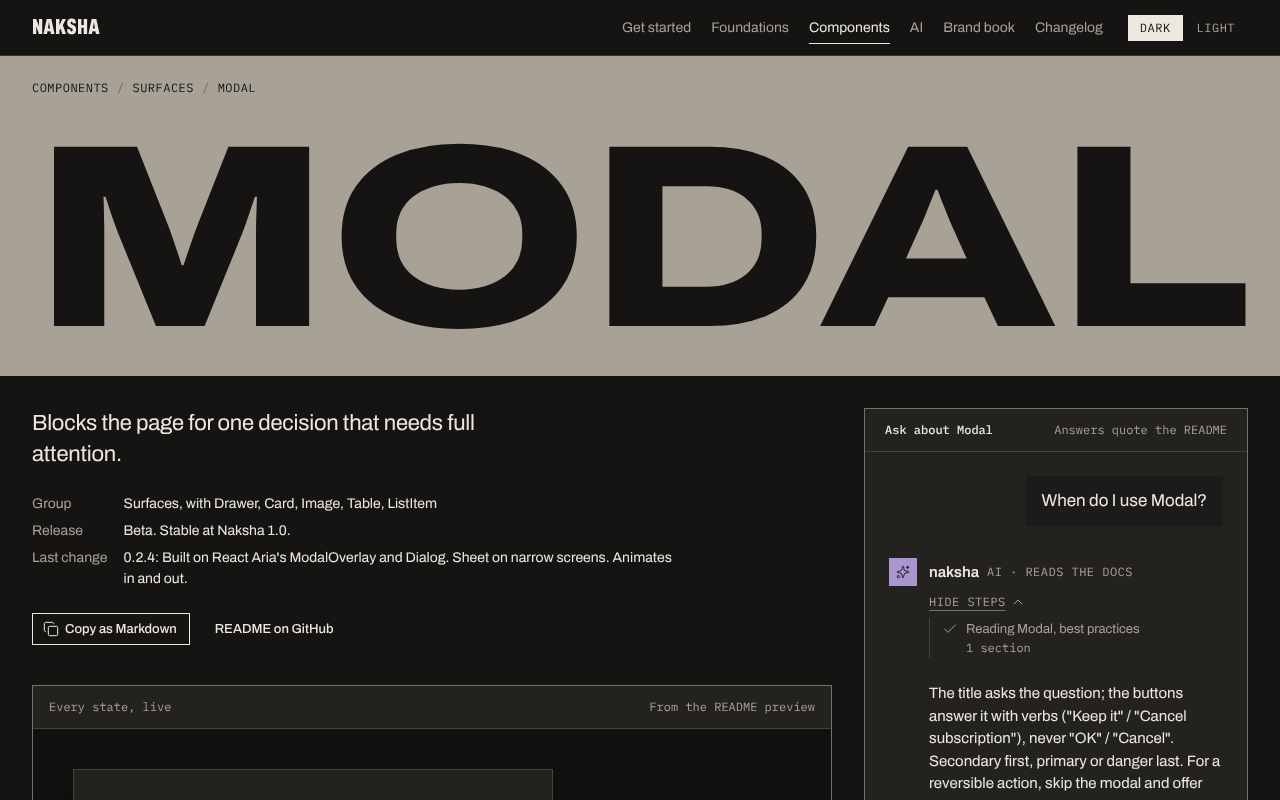 NAKSHA
Get started Foundations Components AI Brand book Changelog DARK LIGHT
COMPONENTS / SURFACES / MODAL
MODAL
Blocks the page for one decision that needs full
attention.
Group Surfaces, with Drawer, Card, Image, Table, ListItem
Release Beta. Stable at Naksha 1.0.
Last change 0.2.4: Built on React Aria's ModalOverlay and Dialog. Sheet on narrow screens. Animates
in and out.
Copy as Markdown README on GitHub
Every state, live From the README preview
Ask about Modal Answers quote the README
When do I use Modal?
naksha AI · READS THE DOCS
HIDE STEPS
Reading Modal, best practices
1 section
The title asks the question; the buttons
answer it with verbs ("Keep it" / "Cancel
subscription"), never "OK" / "Cancel".
Secondary first, primary or danger last. For a
reversible action, skip the modal and offer